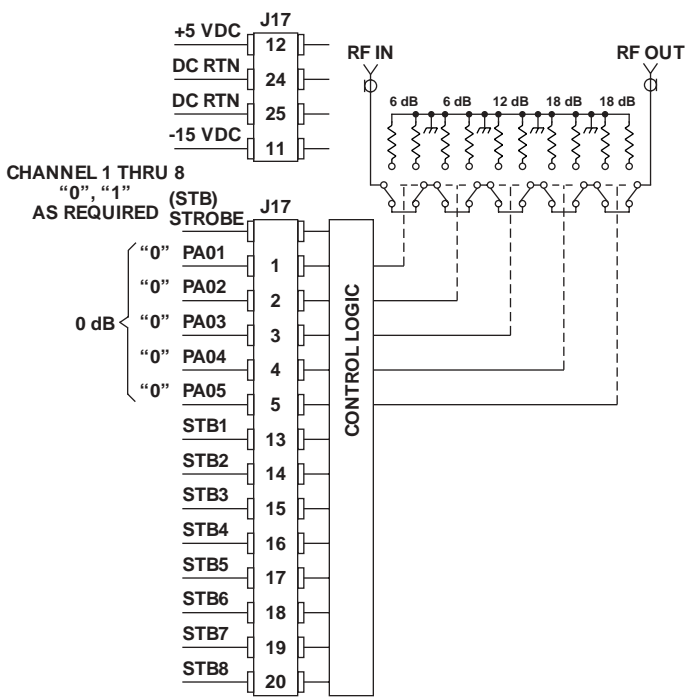 J17
+5 VDC 12
DC RTN 24
DC RTN 25
-15 VDC 11
RF IN
RF OUT
6 dB 6 dB 12 dB 18 dB 18 dB
CHANNEL 1 THRU 8
“0”, “1”
AS REQUIRED
(STB)
STROBE
J17
“0” PA01 1
“0” PA02 2
“0” PA03 3
“0” PA04 4
“0” PA05 5
0 dB
STB1 13
STB2 14
STB3 15
STB4 16
STB5 17
STB6 18
STB7 19
STB8 20
CONTROL LOGIC